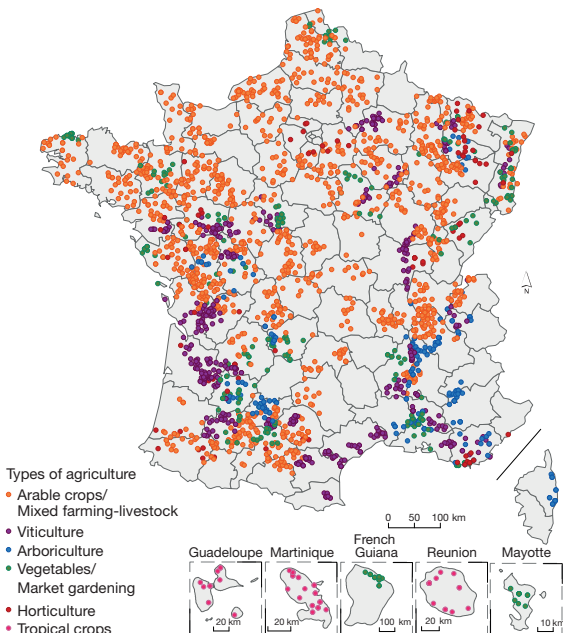 N
Types of agriculture
Arable crops/
Mixed farming-livestock
Viticulture
Arboriculture
Vegetables/
Market gardening
Horticulture
Tropical crops
0 50 100 km
Guadeloupe
Martinique
French
Guiana
Reunion
Mayotte
20 km
20 km
100 km
20 km
10 km